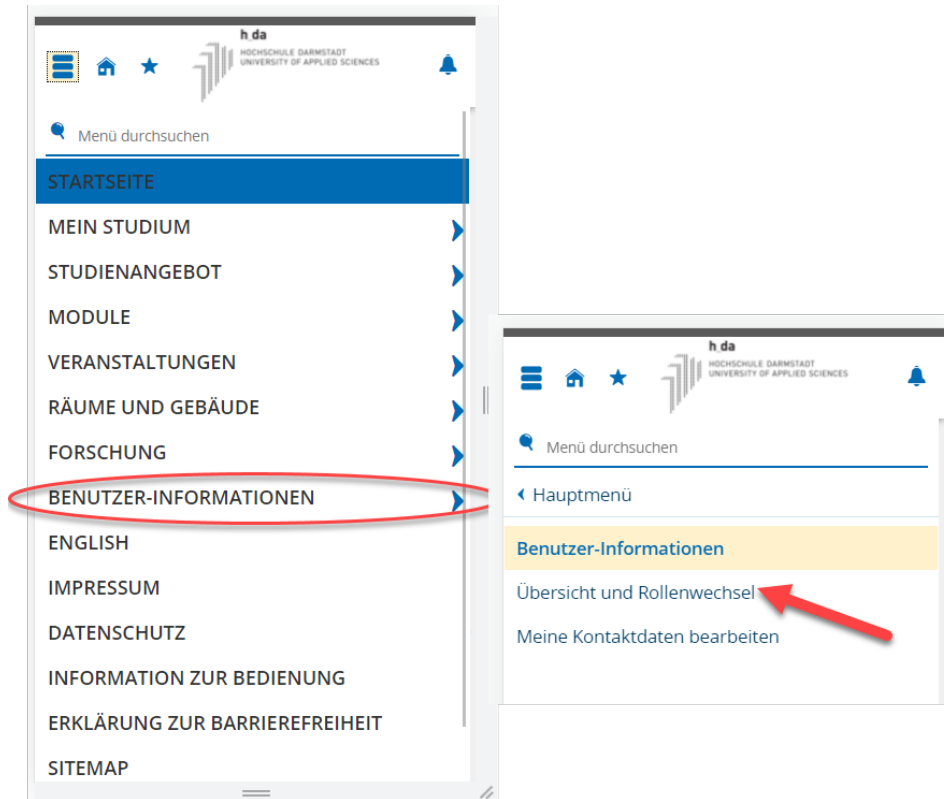 h_da
HOCHSCHULE DARMSTADT
UNIVERSITY OF APPLIED SCIENCES
Menü durchsuchen
STARTSEITE
MEIN STUDIUM
STUDIENANGEBOT
MODULE
VERANSTALTUNGEN
RÄUME UND GEBÄUDE
FORSCHUNG
BENUTZER-INFORMATIONEN
ENGLISH
IMPRESSUM
DATENSCHUTZ
INFORMATION ZUR BEDIENUNG
ERKLÄRUNG ZUR BARRIEREFREIHEIT
SITEMAP
h_da
HOCHSCHULE DARMSTADT
UNIVERSITY OF APPLIED SCIENCES
Menü durchsuchen
Hauptmenü
Benutzer-Informationen
Übersicht und Rollenwechsel
Meine Kontaktdaten bearbeiten